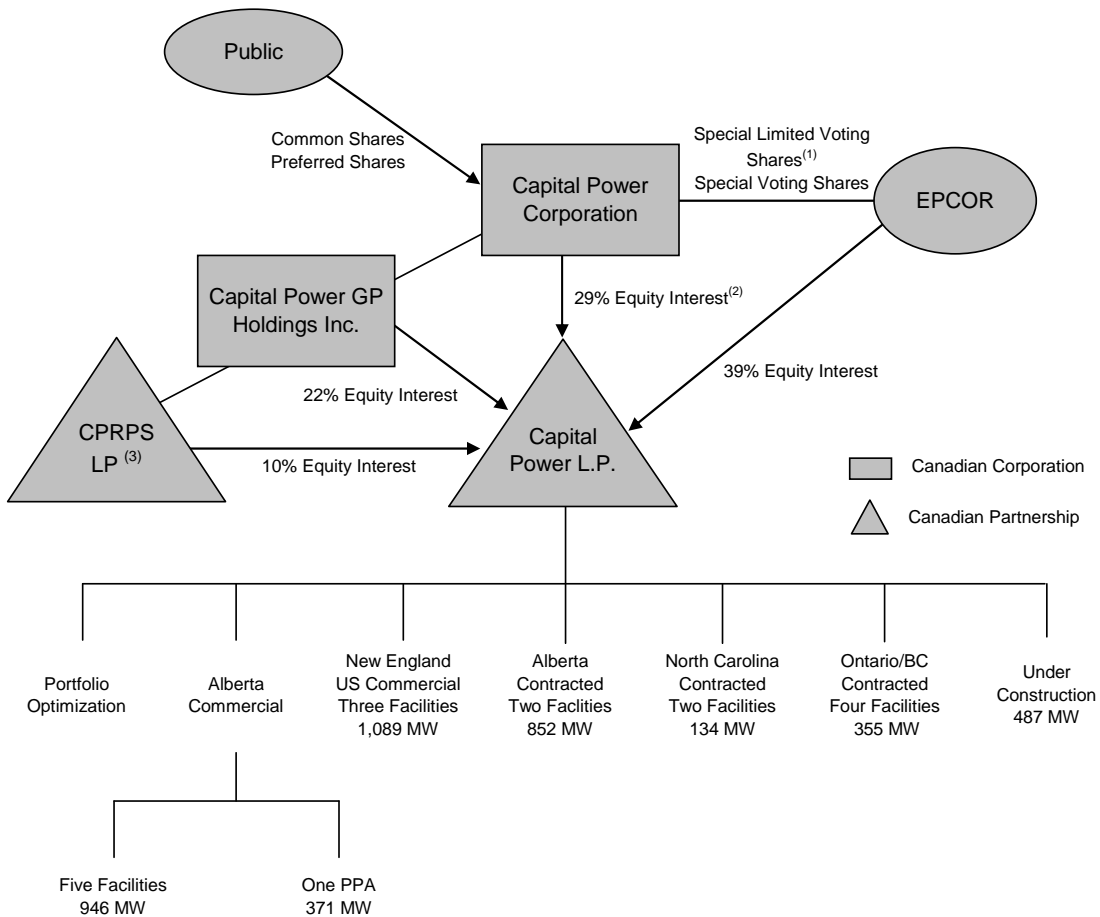 Public
Common Shares
Preferred Shares
Capital Power
Corporation
Special Limited Voting
Shares(1)
Special Voting Shares
EPCOR
Capital Power GP
Holdings Inc.
29% Equity Interest(2)
39% Equity Interest
22% Equity Interest
CPRPS
LP (3)
10% Equity Interest
Capital
Power L.P.
Canadian Corporation
Canadian Partnership
Portfolio
Optimization
Alberta
Commercial
New England
US Commercial
Three Facilities
1,089 MW
Alberta
Contracted
Two Faclities
852 MW
North Carolina
Contracted
Two Facilities
134 MW
Ontario/BC
Contracted
Four Facilities
355 MW
Under
Construction
487 MW
Five Facilities
946 MW
One PPA
371 MW